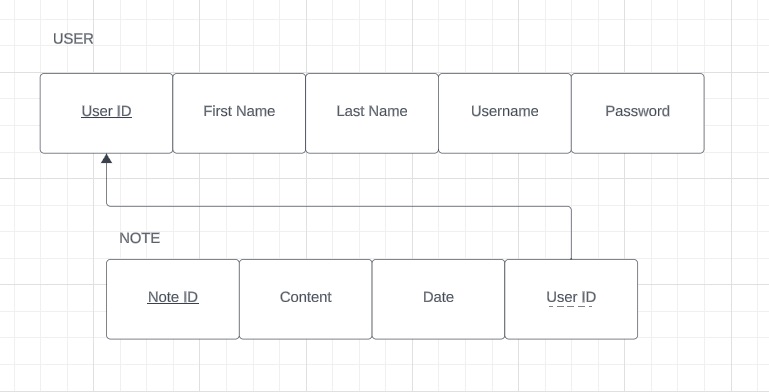 USER
User ID
First Name
Last Name
Username
Password
NOTE
Note ID
Content
Date
User ID